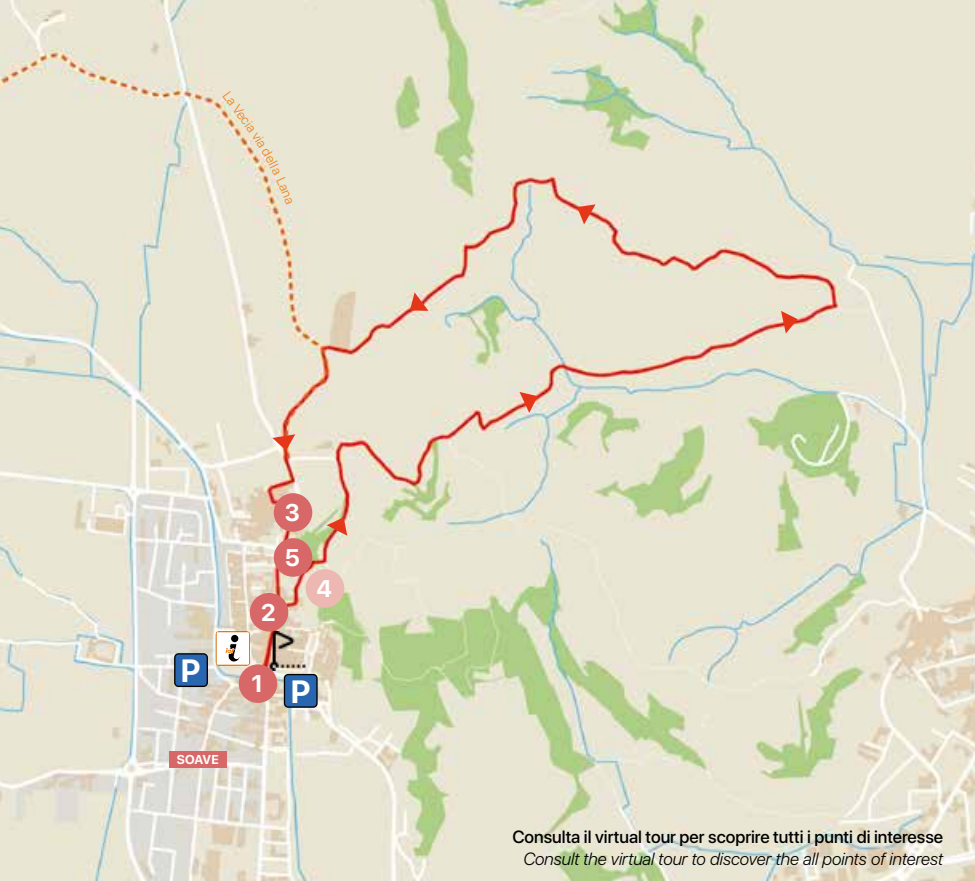 La Vecia via della Lana
3
5
4
2
i
P
1
P
SOAVE
Consulta il virtual tour per scoprire tutti i punti di interesse
Consult the virtual tour to discover the all points of interest